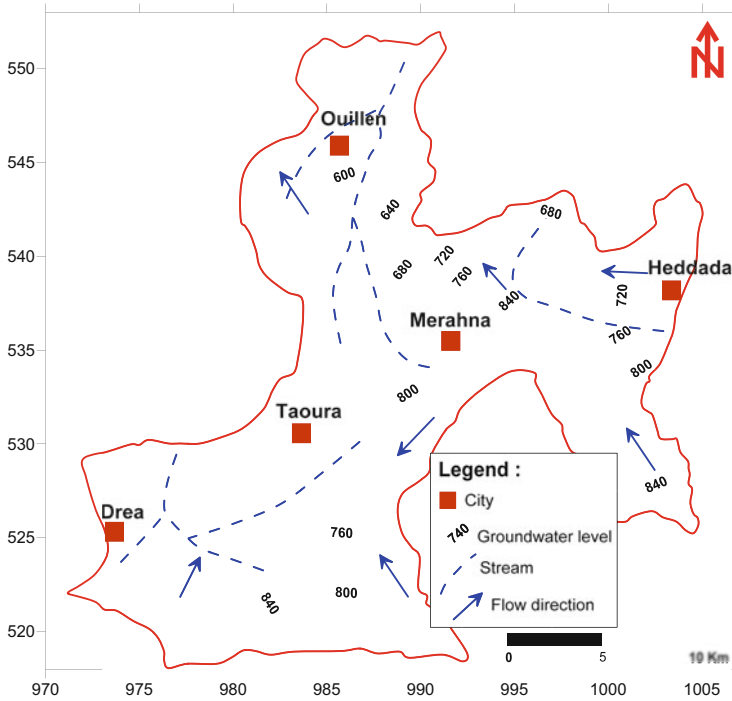 N
550
Ouillen
545
600
640
680
540
720
680
760
Heddada
720
840
Merahna
760
535
800
800
Taoura
530
Legend :
840
City
Drea
740
Groundwater level
525
760
Stream
800
840
Flow direction
520
0
5
10 Km
970
975
980
985
990
995
1000
1005